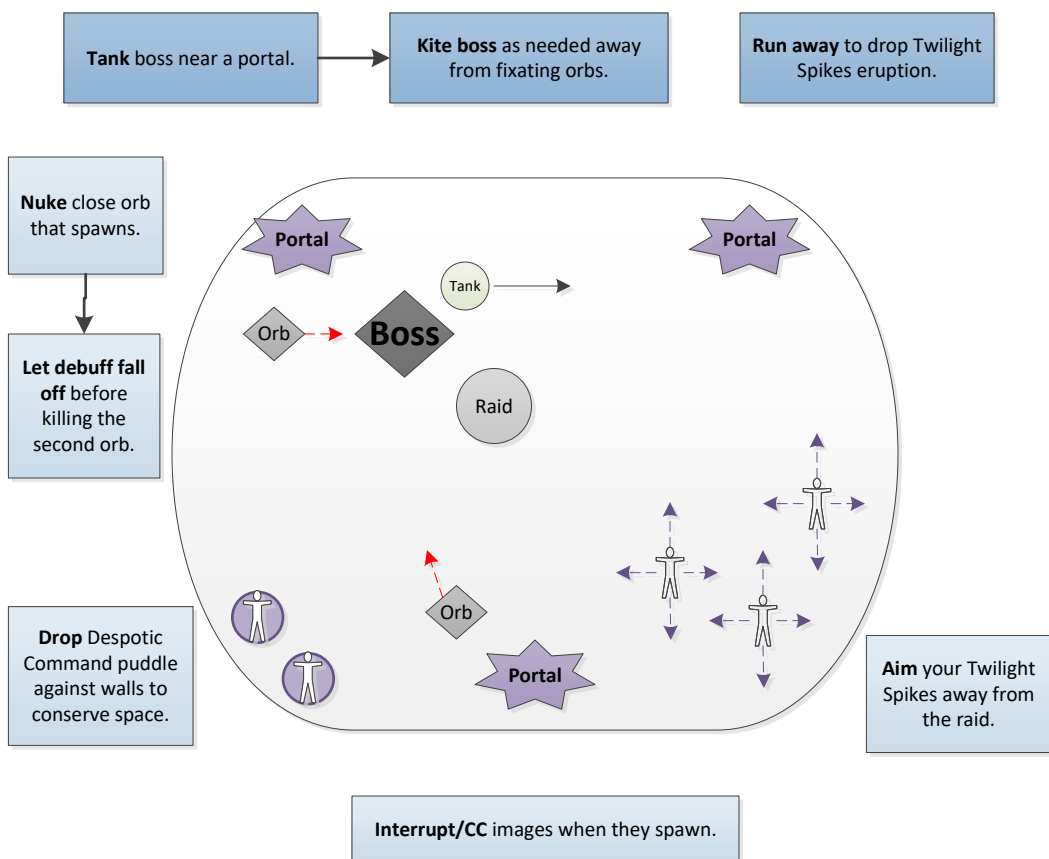 Tank boss near a portal.
Kite boss as needed away
from fixating orbs.
Run away to drop Twilight
Spikes eruption.
Nuke close orb
that spawns.
Let debuff fall
off before
killing the
second orb.
Portal
Portal
Tank
Orb
Boss
Raid
Orb
Portal
Drop Despotic
Command puddle
against walls to
conserve space.
Aim your Twilight
Spikes away from
the raid.
Interrupt/CC images when they spawn.